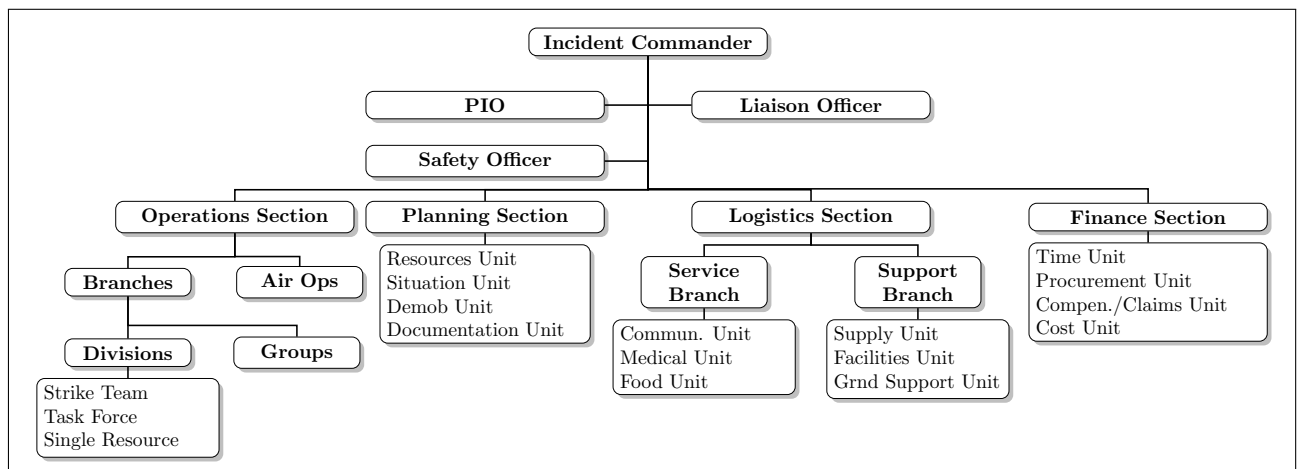 Incident Commander
PIO
Liaison Officer
Safety Officer
Operations Section
Planning Section
Logistics Section
Finance Section
Branches
Air Ops
Divisions
Groups
Strike Team
Task Force
Single Resource
Resources Unit
Situation Unit
Demob Unit
Documentation Unit
Service
Branch
Commun. Unit
Medical Unit
Food Unit
Support
Branch
Supply Unit
Facilities Unit
Grnd Support Unit
Time Unit
Procurement Unit
Compen./Claims Unit
Cost Unit